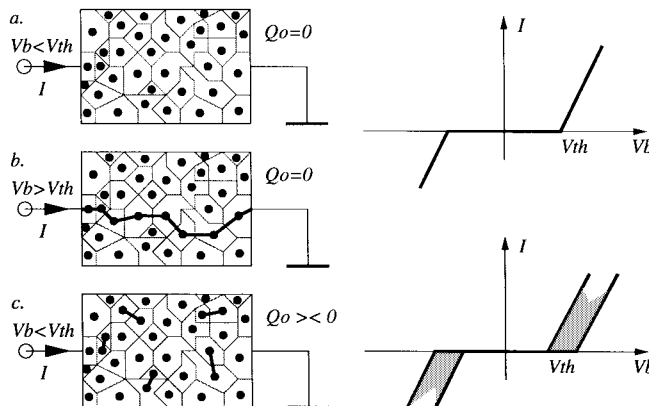 a.
Vb<Vth
I
Qo=0
I
Vth
Vb
b.
Vb>Vth
I
Qo=0
c.
Vb<Vth
I
Qo><0
I
Vth
Vb